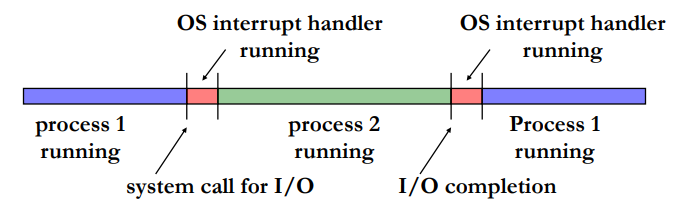 OS interrupt handler
running
OS interrupt handler
running
process 1
running
process 2
running
Process 1
running
system call for I/O
I/O completion